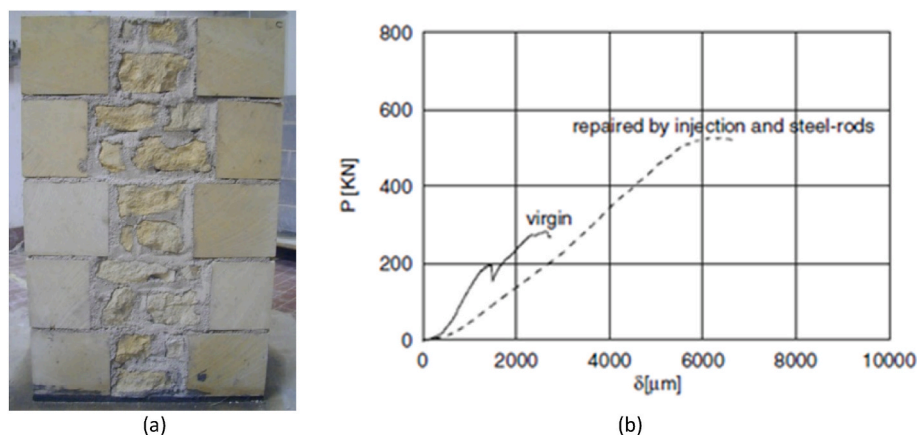 C
800
600
400
200
0
P[KN]
repaired by injection and steel-rods
virgin
0 2000 4000 6000 8000 10000
δ[μm]
(a) (b)